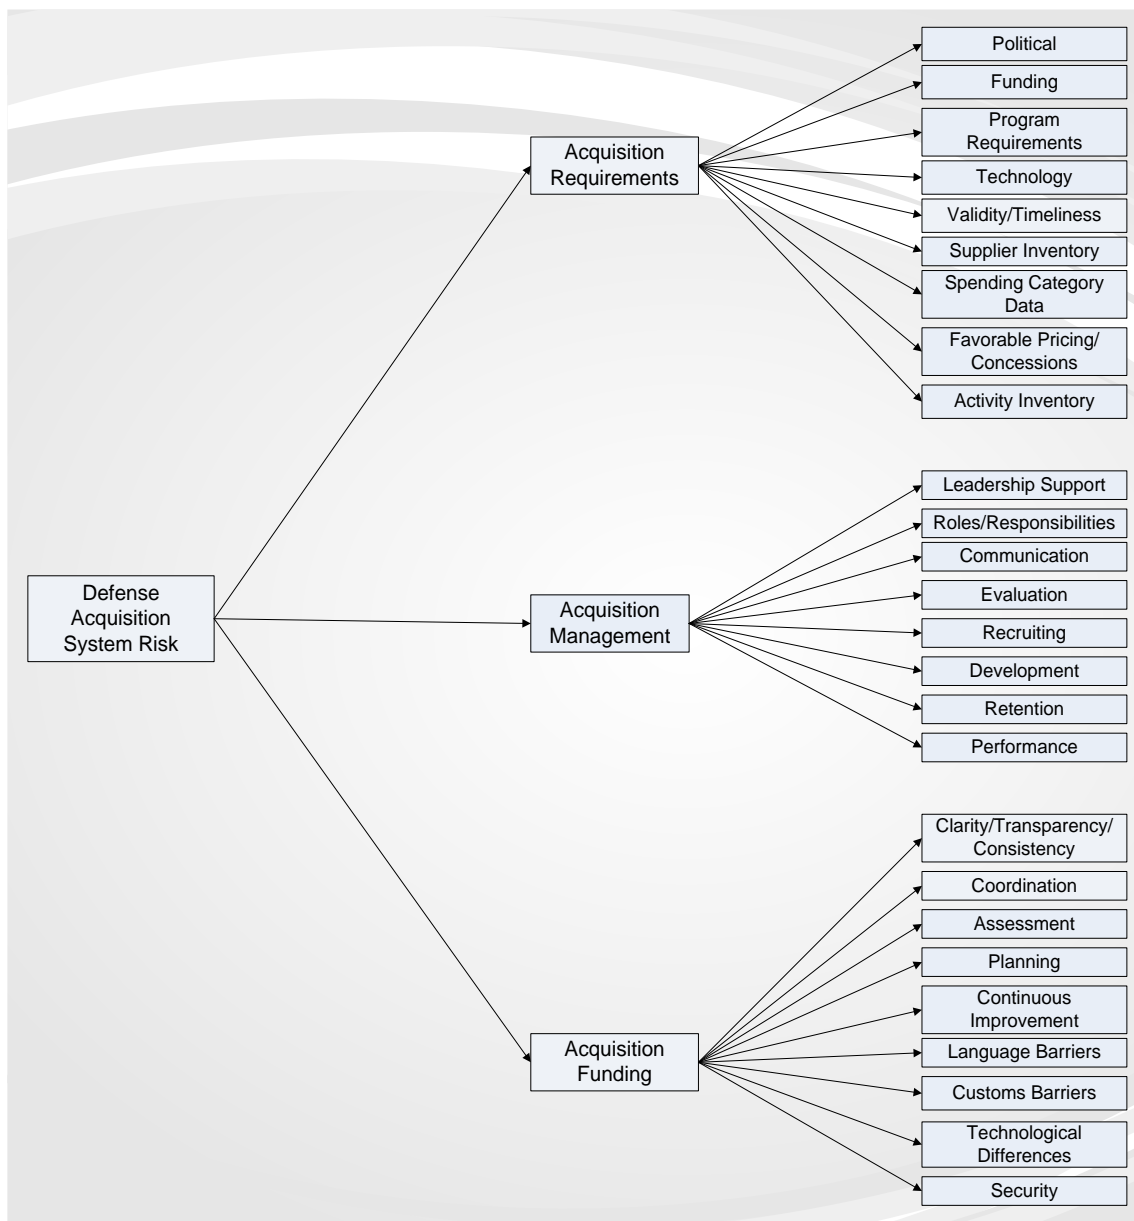 Political
Funding
Program
Requirements
Acquisition
Requirements
Technology
Validity/Timeliness
Supplier Inventory
Spending Category
Data
Favorable Pricing/
Concessions
Activity Inventory
Leadership Support
Roles/Responsibilities
Communication
Defense
Acquisition
System Risk
Acquisition
Management
Evaluation
Recruiting
Development
Retention
Performance
Clarity/Transparency/
Consistency
Coordination
Assessment
Planning
Continuous
Improvement
Acquisition
Funding
Language Barriers
Customs Barriers
Technological
Differences
Security